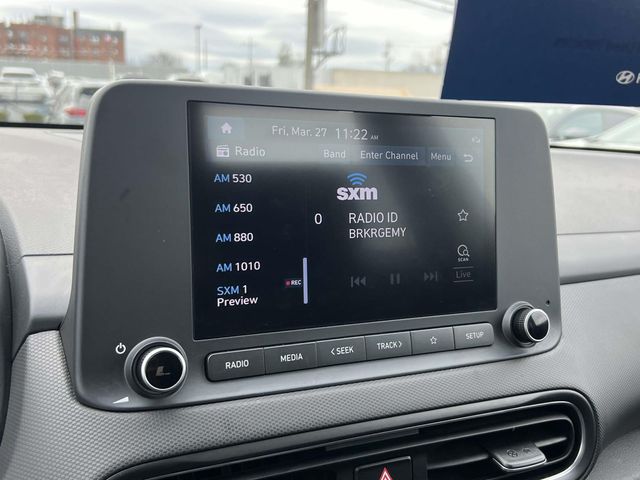 Fri, Mar. 27 11:22 AM
Radio Band Enter Channel Menu
AM 530
AM 650
AM 880
AM 1010
SXM 1
Preview
REC
sxm
0 RADIO ID
BRKRGEMY
SCAN
Live
RADIO MEDIA < SEEK TRACK > SETUP